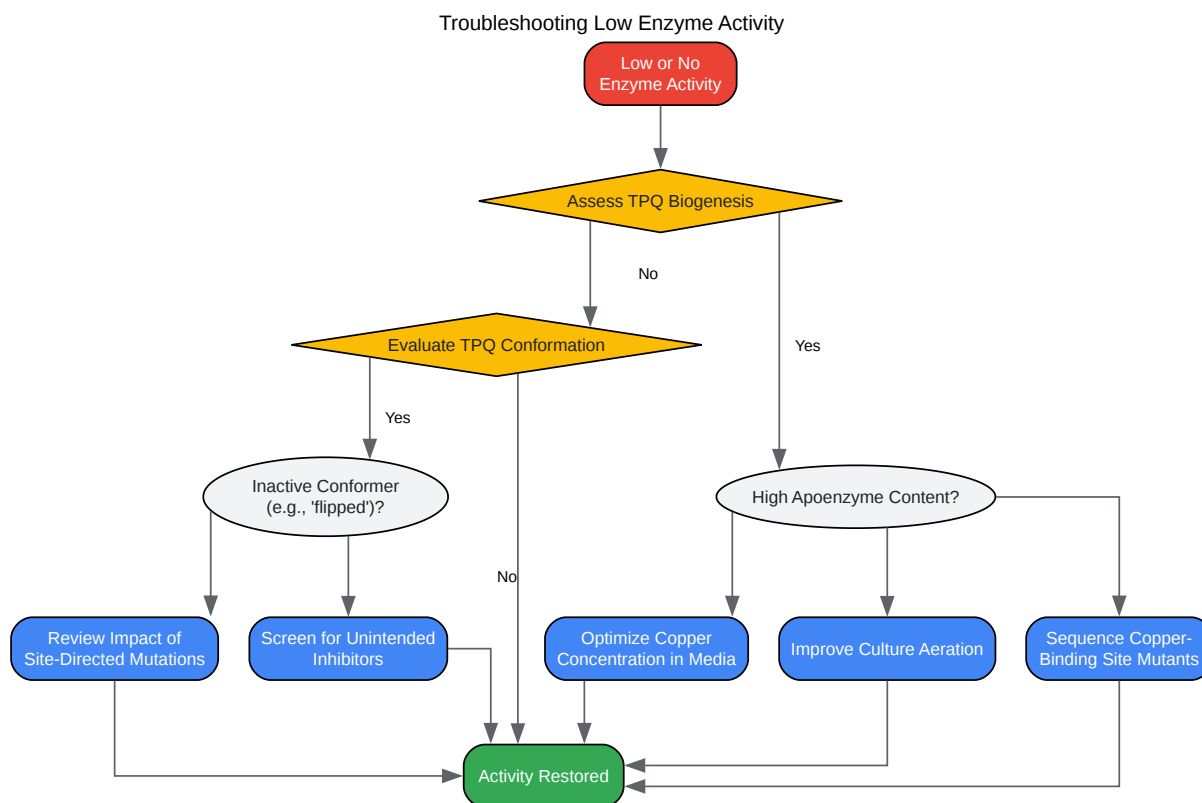 Troubleshooting Low Enzyme Activity
Low or No
Enzyme Activity
Assess TPQ Biogenesis
No
Evaluate TPQ Conformation
Yes
Yes
Inactive Conformer
(e.g., 'flipped')?
High Apoenzyme Content?
No
Review Impact of
Site-Directed Mutations
Screen for Unintended
Inhibitors
Optimize Copper
Concentration in Media
Improve Culture Aeration
Sequence Copper-
Binding Site Mutants
Activity Restored